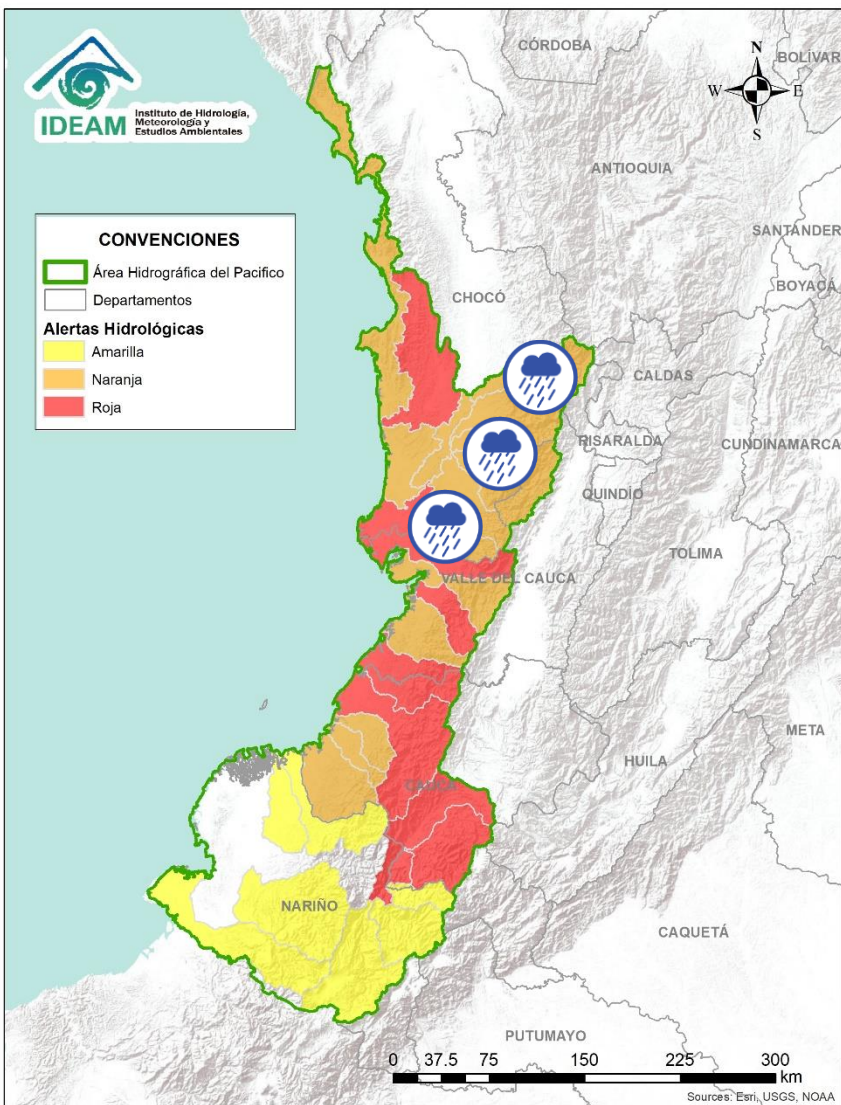 IDEAM
Instituto de Hidrología,
Meteorología y
Estudios Ambientales
CÓRDOBA
BOLÍVAR
N
W
E
S
ANTIOQUIA
SANTANDER
BOYACÁ
CONVENCIONES
Área Hidrográfica del Pacifico
Departamentos
Alertas Hidrológicas
Amarilla
Naranja
Roja
CHOCÓ
CALDAS
RISARALDA
CUNDINAMARCA
QUINDÍO
TOLIMA
VALLE DEL CAUCA
META
HUILA
CAUCA
NARIÑO
CAQUETÁ
PUTUMAYO
0 37.5 75 150 225 300
km
Sources: Esri, USGS, NOAA